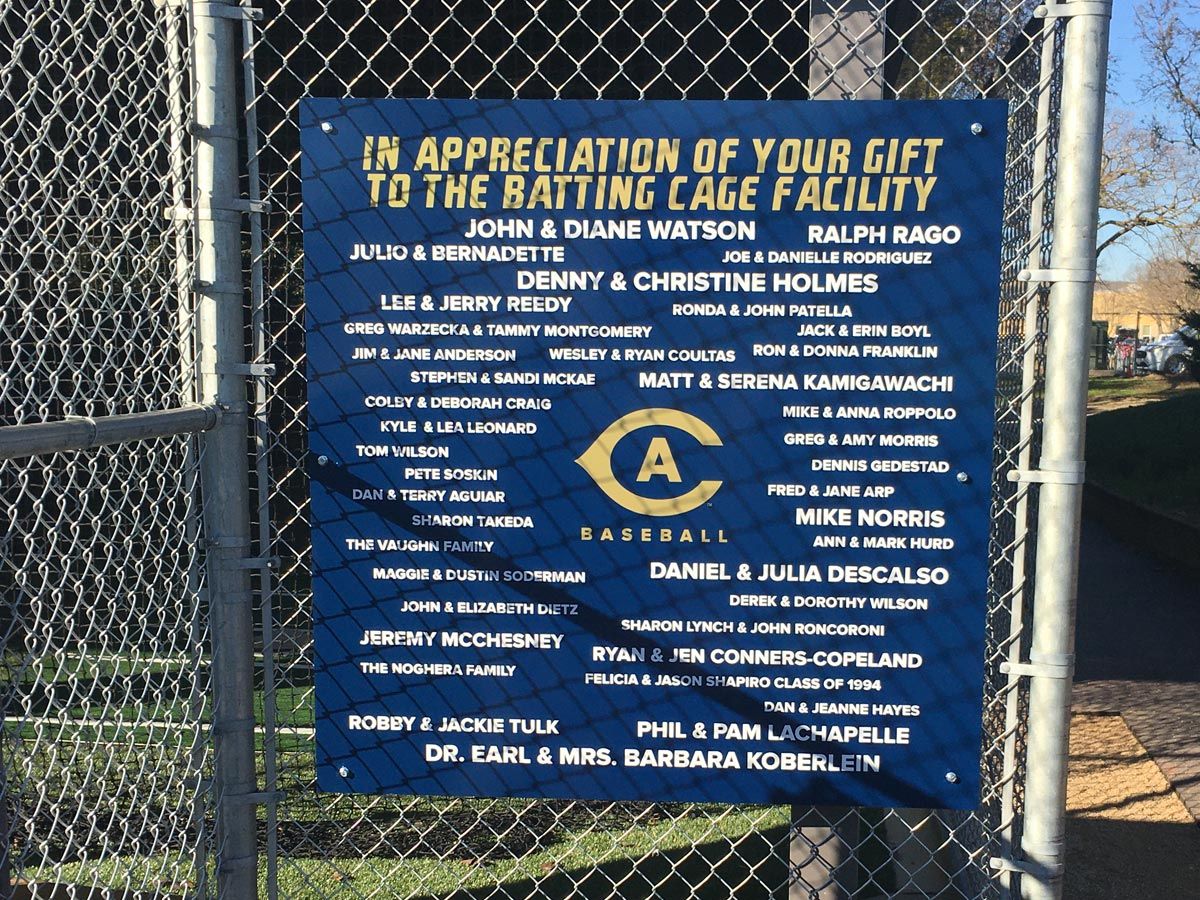 IN APPRECIATION OF YOUR GIFT
TO THE BATTING CAGE FACILITY
JOHN & DIANE WATSON
RALPH RAGO
JULIO & BERNADETTE
JOE & DANIELLE RODRIGUEZ
DENNY & CHRISTINE HOLMES
LEE & JERRY REEDY
RONDA & JOHN PATELLA
GREG WARZECKA & TAMMY MONTGOMERY
JACK & ERIN BOYL
JIM & JANE ANDERSON
WESLEY & RYAN COULTAS
RON & DONNA FRANKLIN
STEPHEN & SANDI MCKAE
MATT & SERENA KAMIGAWACHI
COLBY & DEBORAH CRAIG
MIKE & ANNA ROPPOLO
KYLE & LEA LEONARD
GREG & AMY MORRIS
TOM WILSON
DENNIS GEDESTAD
PETE SOSKIN
FRED & JANE ARP
DAN & TERRY AGUIAR
MIKE NORRIS
SHARON TAKEDA
ANN & MARK HURD
THE VAUGHN FAMILY
CA
BASEBALL
DANIEL & JULIA DESCALSO
MAGGIE & DUSTIN SODERMAN
DEREK & DOROTHY WILSON
JOHN & ELIZABETH DIETZ
SHARON LYNCH & JOHN RONCORONI
JEREMY MCCHESNEY
RYAN & JEN CONNERS-COPELAND
THE NOGHERA FAMILY
FELICIA & JASON SHAPIRO CLASS OF 1994
DAN & JEANNE HAYES
ROBBY & JACKIE TULK
PHIL & PAM LACHAPELLE
DR. EARL & MRS. BARBARA KOBERLEIN